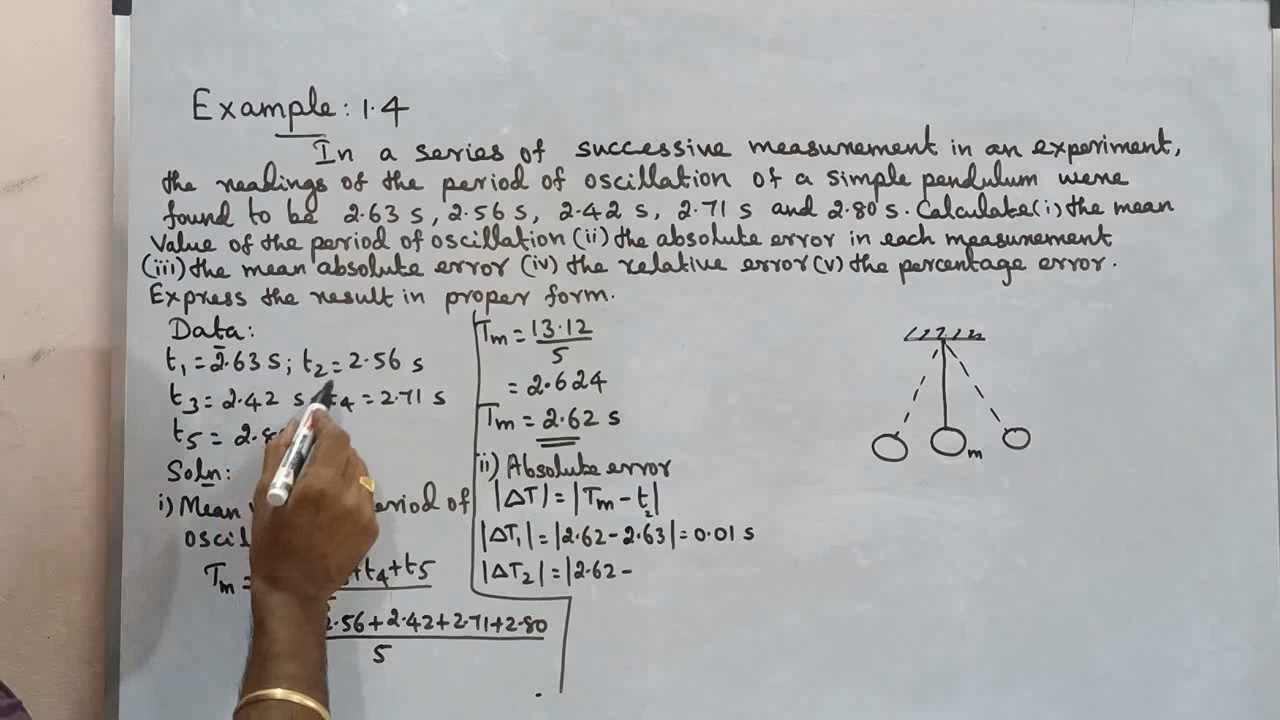 Example: 1.4
In a series of successive measurement in an experiment,
the readings of the period of oscillation of a simple pendulum were
found to be 2.63 s, 2.56 s, 2.42 s, 2.71 s and 2.80 s. Calculate (i) the mean
value of the period of oscillation (ii) the absolute error in each measurement
(iii) the mean absolute error (iv) the relative error (v) the percentage error.
Express the result in proper form.
Data:
t₁ = 2.63 s; t₂ = 2.56 s
t₃ = 2.42 s t₄ = 2.71 s
t₅ = 2.8
Soln:
i) Mean period of
oscil
Tₘ = +t₄+t₅
2.56+2.42+2.71+2.80
5
Tₘ = 13.12
5
= 2.624
Tₘ = 2.62 s
ii) Absolute error
|ΔT| = |Tₘ - t₂|
|ΔT₁| = |2.62 - 2.63| = 0.01 s
|ΔT₂| = |2.62 -
m